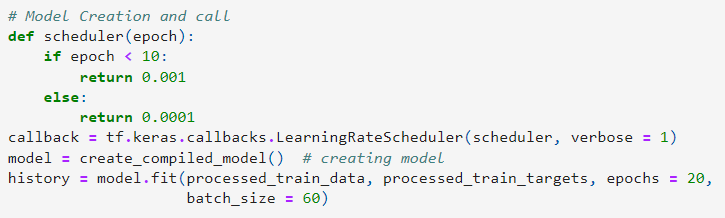 # Model Creation and call
def scheduler(epoch):
    if epoch < 10:
        return 0.001
    else:
        return 0.0001
callback = tf.keras.callbacks.LearningRateScheduler(scheduler, verbose = 1)
model = create_compiled_model()  # creating model
history = model.fit(processed_train_data, processed_train_targets, epochs = 20,
                    batch_size = 60)